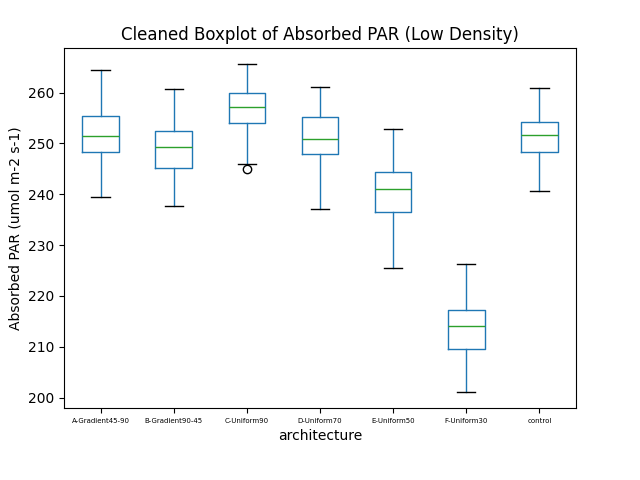 Cleaned Boxplot of Absorbed PAR (Low Density)
Absorbed PAR (umol m-2 s-1)
260
250
240
230
220
210
200
A-Gradient45-90 B-Gradient90-45 C-Uniform90 D-Uniform70 E-Uniform50 F-Uniform30 control
architecture